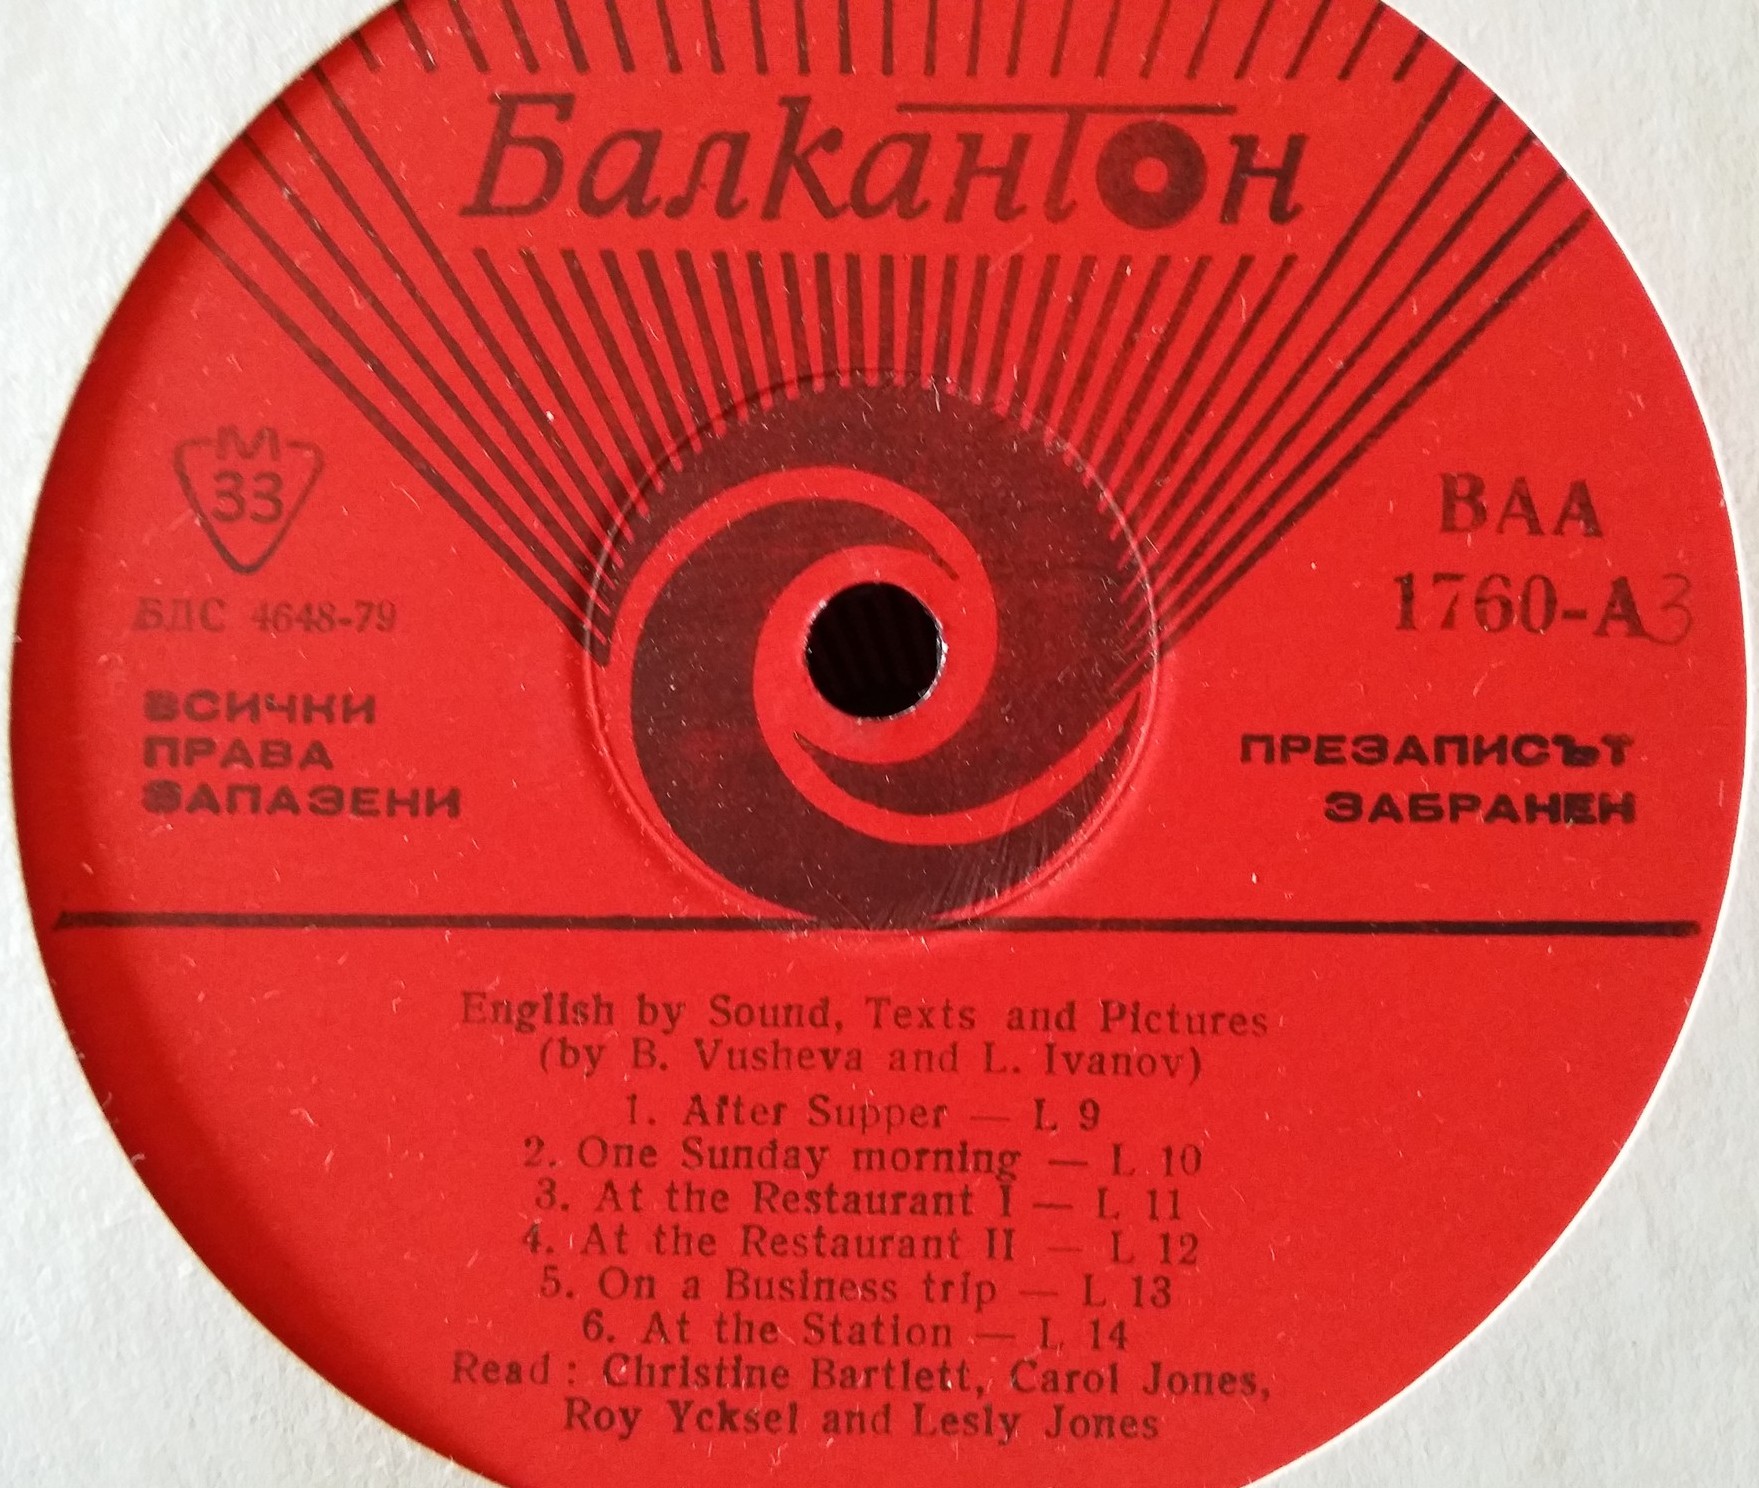 Балкантон
М
33
БДС 4648-79
ВСИЧКИ
ПРАВА
ЗАПАЗЕНИ
ВАА
1760-А3
ПРЕЗАПИСЪТ
ЗАБРАНЕН
English by Sound, Texts and Pictures
(by B. Vusheva and L. Ivanov)
1. After Supper — L 9
2. One Sunday morning — L 10
3. At the Restaurant I — L 11
4. At the Restaurant II — L 12
5. On a Business trip — L 13
6. At the Station — L 14
Read : Christine Bartlett, Carol Jones,
Roy Ycksel and Lesly Jones